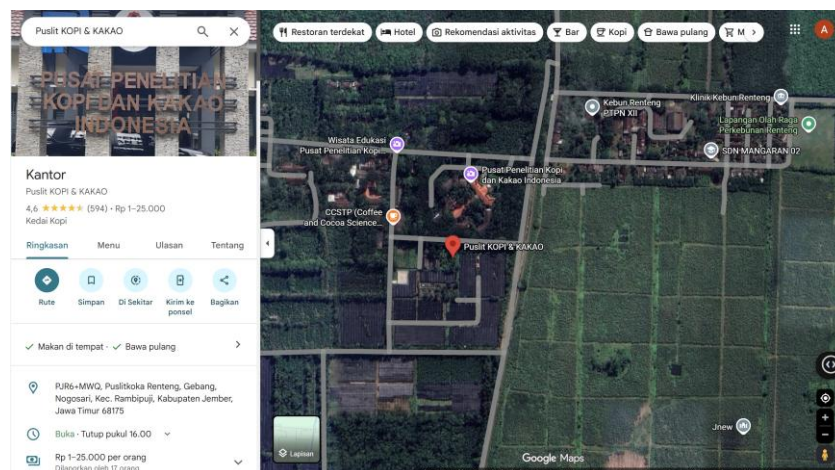 Puslit KOPI & KAKAO
PUSAT PENELITIAN
KOPI DAN KAKAO
INDONESIA
Kantor
Puslit KOPI & KAKAO
4,6 ★★★★★ (594) · Rp 1–25.000
Kedai Kopi
Ringkasan Menu Ulasan Tentang
Rute Simpan Di Sekitar Kirim ke ponsel Bagikan
Makan di tempat · Bawa pulang
PJR6+MWQ, Puslitkoka Renteng, Gebang,
Nogosari, Kec. Rambipuji, Kabupaten Jember,
Jawa Timur 68175
Buka · Tutup pukul 16.00
Rp 1–25.000 per orang
Dilaporkan oleh 17 orang
Restoran terdekat Hotel Rekomendasi aktivitas Bar Kopi Bawa pulang M
A
Kebun Renteng
PTPN XII
Klinik Kebun Renteng
Lapangan Olah Raga
Perkebunan Renteng
SDN MANGARAN 02
Wisata Edukasi
Pusat Penelitian Kopi...
Pusat Penelitian Kopi
dan Kakao Indonesia
CCSTP (Coffee
and Cocoa Science...
Puslit KOPI & KAKAO
Jnew
Lapisan
Google Maps